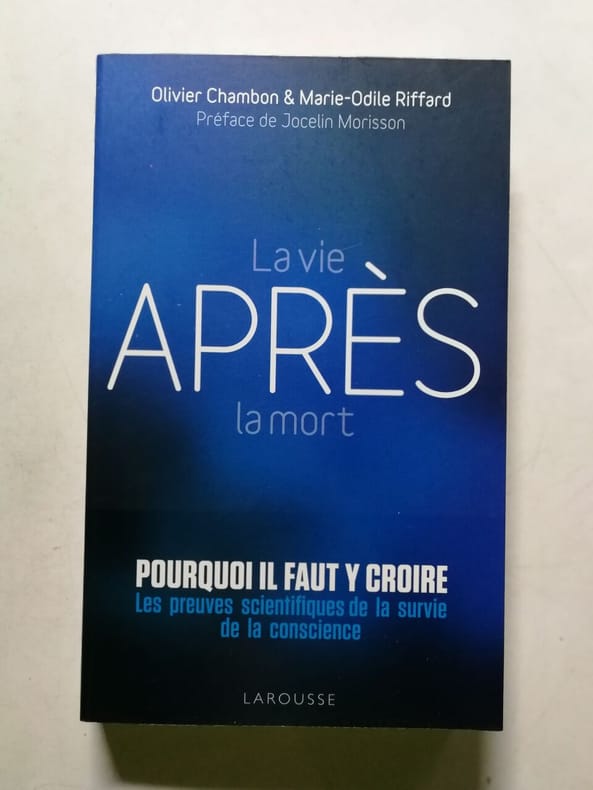 Olivier Chambon & Marie-Odile Riffard
Préface de Jocelin Morisson
La vie
APRÈS
la mort
POURQUOI IL FAUT Y CROIRE
Les preuves scientifiques de la survie
de la conscience
LAROUSSE